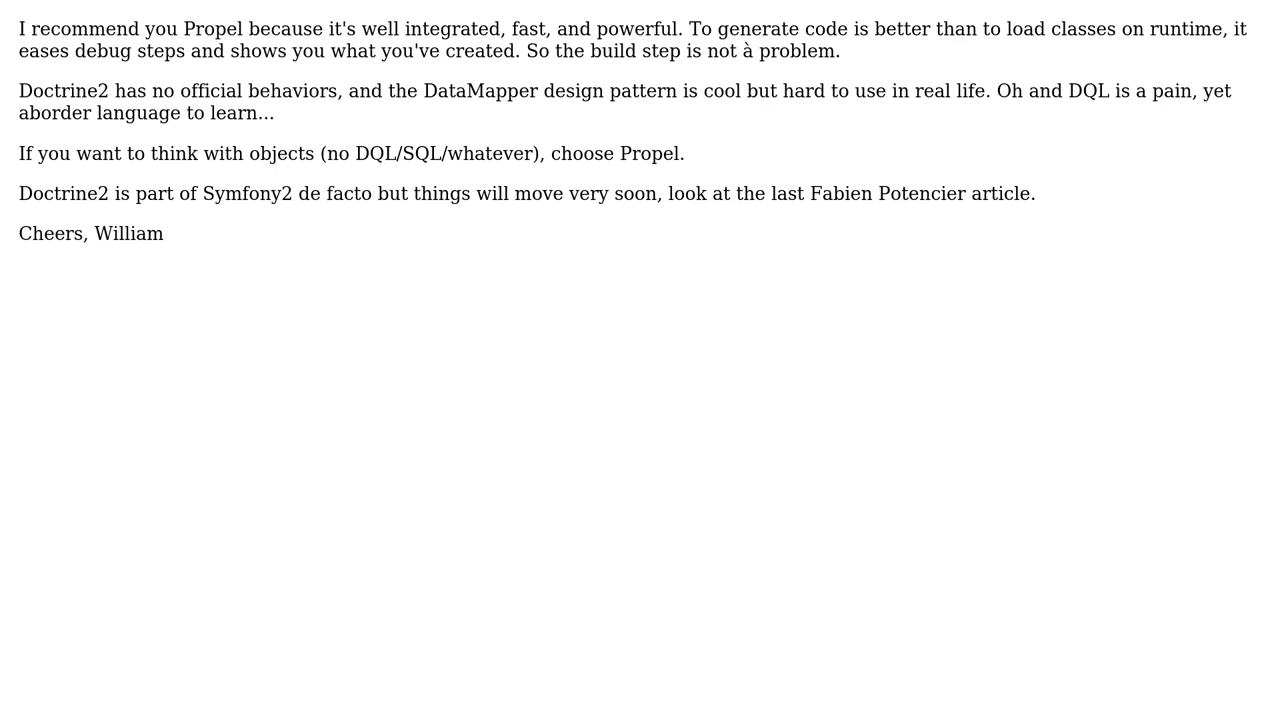 I recommend you Propel because it's well integrated, fast, and powerful. To generate code is better than to load classes on runtime, it
eases debug steps and shows you what you've created. So the build step is not à problem.
Doctrine2 has no official behaviors, and the DataMapper design pattern is cool but hard to use in real life. Oh and DQL is a pain, yet
aborder language to learn...
If you want to think with objects (no DQL/SQL/whatever), choose Propel.
Doctrine2 is part of Symfony2 de facto but things will move very soon, look at the last Fabien Potencier article.
Cheers, William